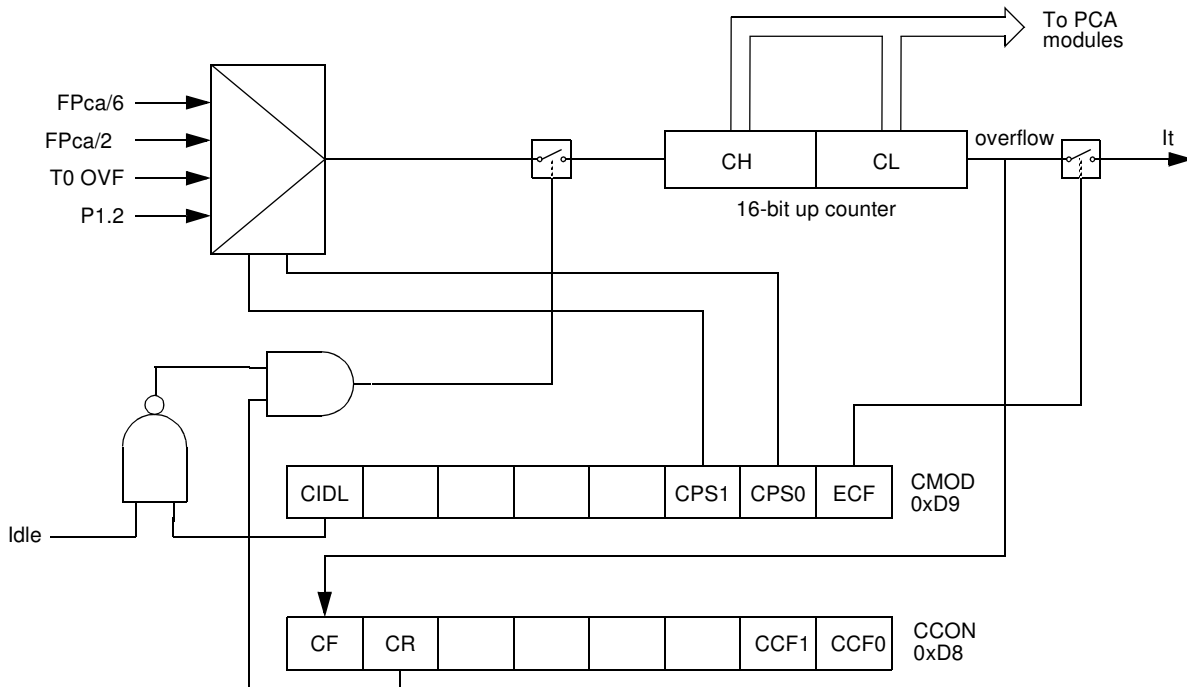 To PCA
modules
FPca/6
FPca/2
T0 OVF
P1.2
overflow
It
CH
CL
16-bit up counter
CIDL
CPS1
CPS0
ECF
CMOD
0xD9
Idle
CF
CR
CCF1
CCF0
CCON
0xD8